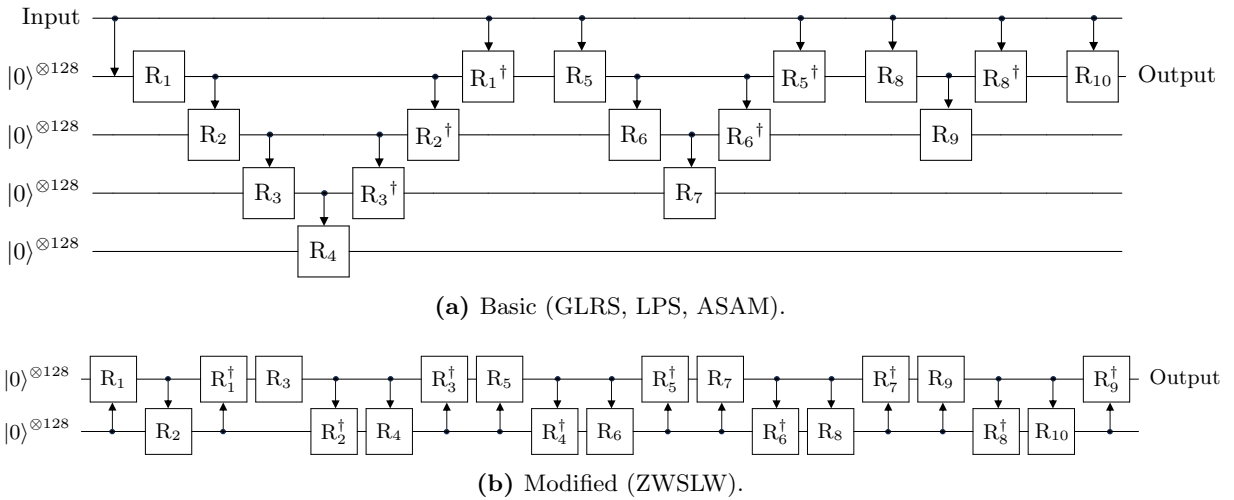 Input
|0⟩⊗128 R1 R1† R5 R5† R8 R8† R10 Output
|0⟩⊗128 R2 R2† R6 R6† R9
|0⟩⊗128 R3 R3† R7
|0⟩⊗128 R4
(a) Basic (GLRS, LPS, ASAM).
|0⟩⊗128 R1 R1† R3 R3† R5 R5† R7 R7† R9 R9† Output
|0⟩⊗128 R2 R2† R4 R4† R6 R6† R8 R8† R10
(b) Modified (ZWSLW).